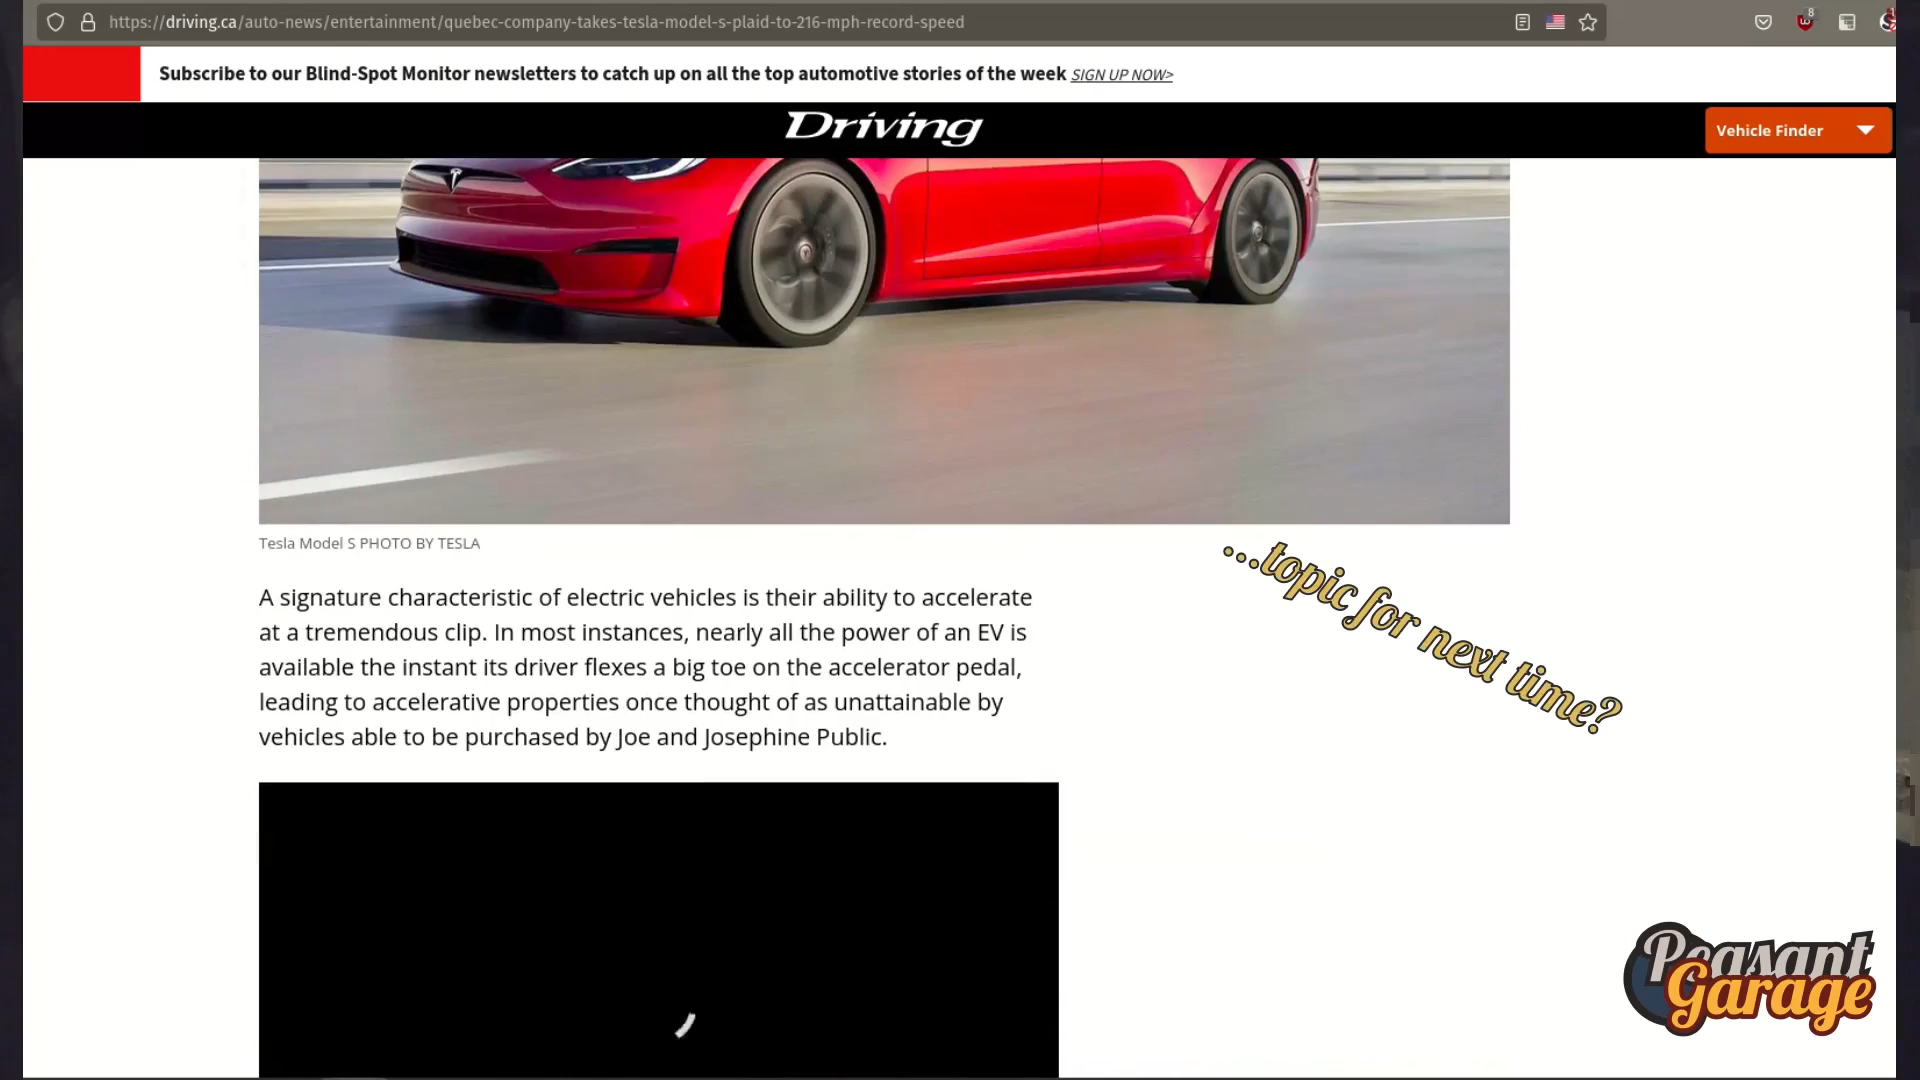 https://driving.ca/auto-news/entertainment/quebec-company-takes-tesla-model-s-plaid-to-216-mph-record-speed
8
Subscribe to our Blind-Spot Monitor newsletters to catch up on all the top automotive stories of the week SIGN UP NOW>
Driving
Vehicle Finder
Tesla Model S PHOTO BY TESLA
A signature characteristic of electric vehicles is their ability to accelerate
at a tremendous clip. In most instances, nearly all the power of an EV is
available the instant its driver flexes a big toe on the accelerator pedal,
leading to accelerative properties once thought of as unattainable by
vehicles able to be purchased by Joe and Josephine Public.
...topic for next time?
Peasant
Garage